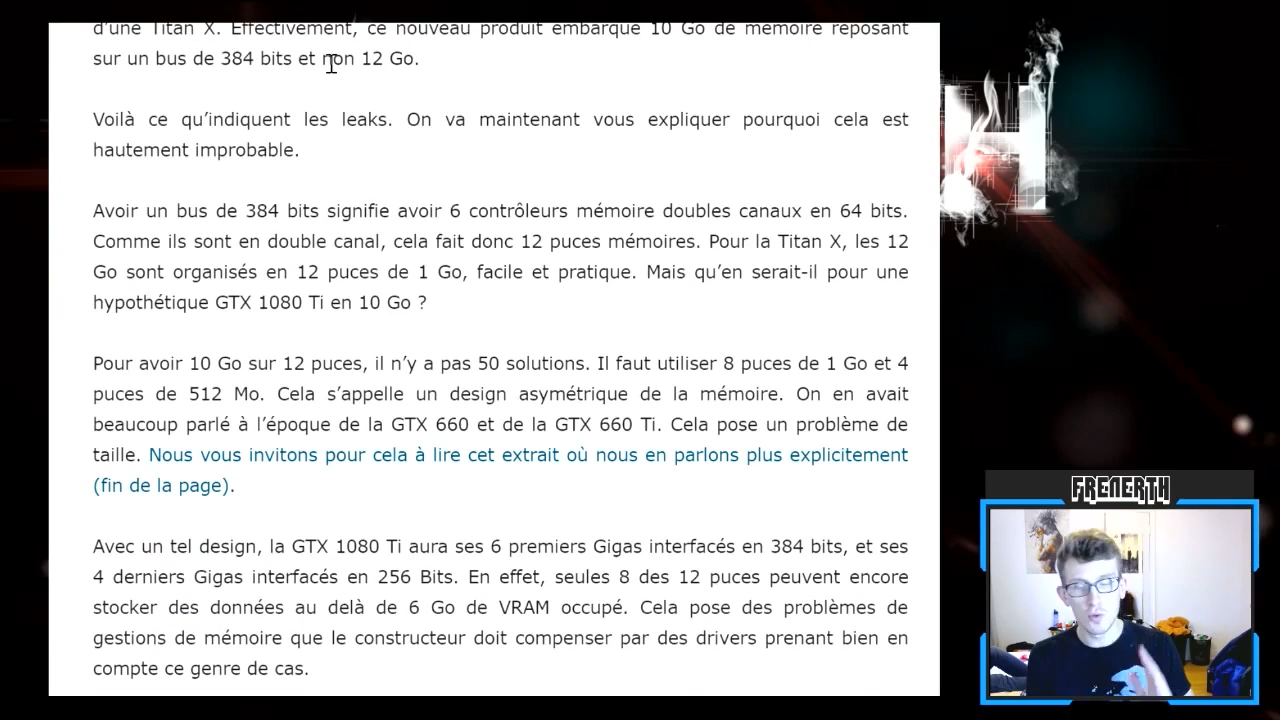 d’une Titan X. Effectivement, ce nouveau produit embarque 10 Go de mémoire reposant
sur un bus de 384 bits et non 12 Go.
Voilà ce qu’indiquent les leaks. On va maintenant vous expliquer pourquoi cela est
hautement improbable.
Avoir un bus de 384 bits signifie avoir 6 contrôleurs mémoire doubles canaux en 64 bits.
Comme ils sont en double canal, cela fait donc 12 puces mémoires. Pour la Titan X, les 12
Go sont organisés en 12 puces de 1 Go, facile et pratique. Mais qu’en serait-il pour une
hypothétique GTX 1080 Ti en 10 Go ?
Pour avoir 10 Go sur 12 puces, il n’y a pas 50 solutions. Il faut utiliser 8 puces de 1 Go et 4
puces de 512 Mo. Cela s’appelle un design asymétrique de la mémoire. On en avait
beaucoup parlé à l’époque de la GTX 660 et de la GTX 660 Ti. Cela pose un problème de
taille. Nous vous invitons pour cela à lire cet extrait où nous en parlons plus explicitement
(fin de la page).
Avec un tel design, la GTX 1080 Ti aura ses 6 premiers Gigas interfacés en 384 bits, et ses
4 derniers Gigas interfacés en 256 Bits. En effet, seules 8 des 12 puces peuvent encore
stocker des données au delà de 6 Go de VRAM occupé. Cela pose des problèmes de
gestions de mémoire que le constructeur doit compenser par des drivers prenant bien en
compte ce genre de cas.
FRENERTH